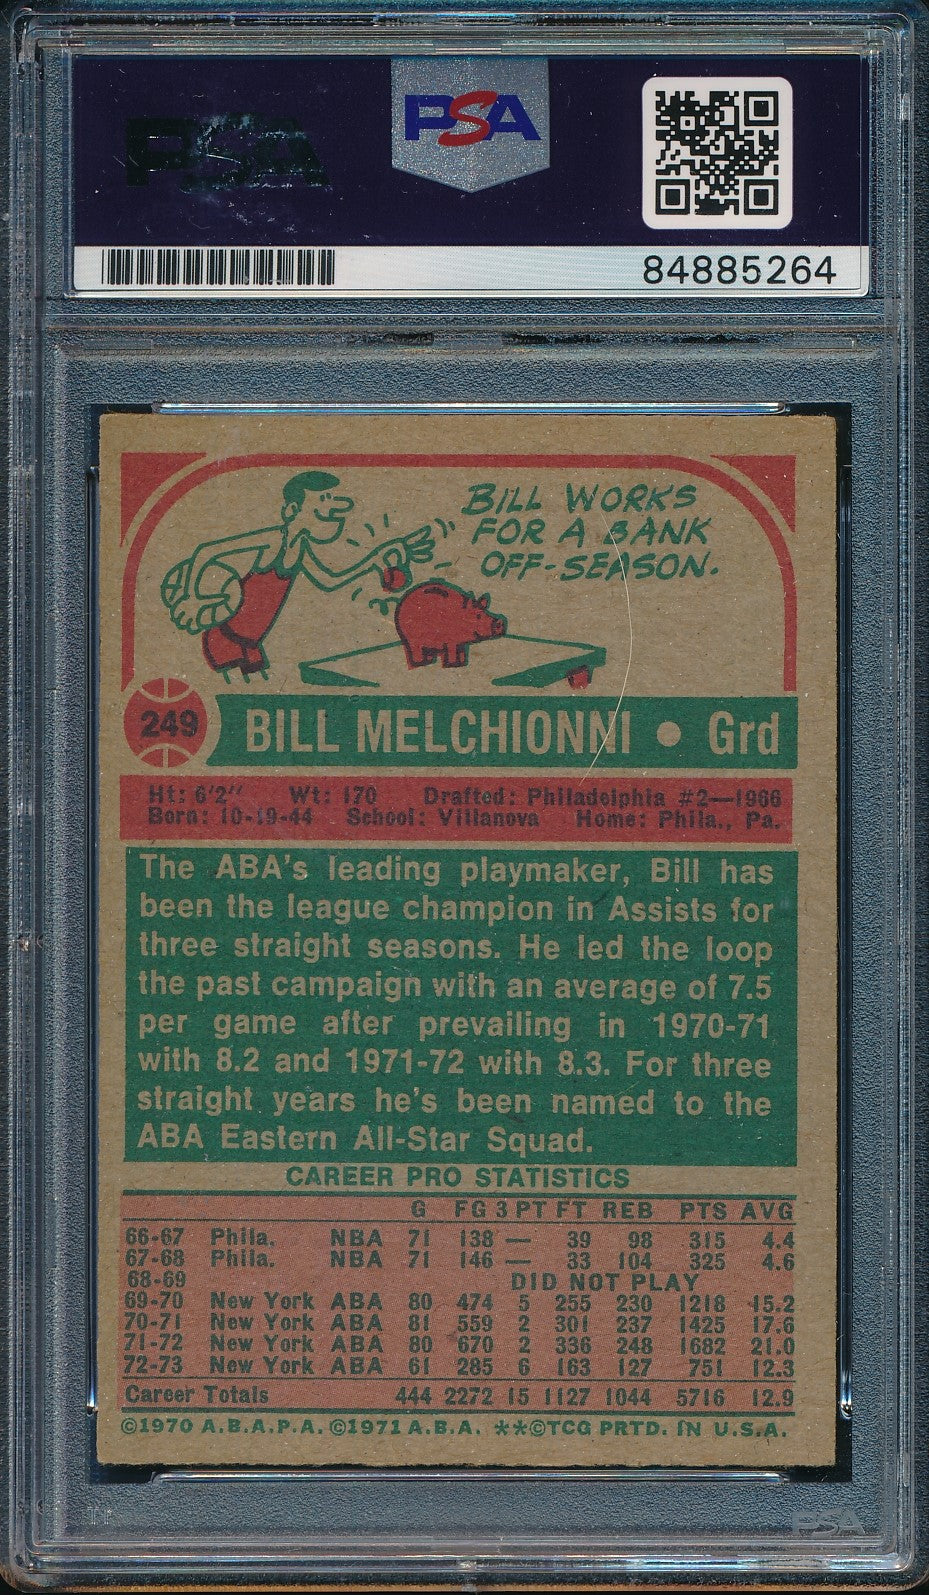 PSA
PSA
84885264
BILL WORKS
FOR A BANK
OFF-SEASON.
249 BILL MELCHIONNI • Grd
Ht: 6'2" Wt: 170 Drafted: Philadelphia #2—1966
Born: 10-19-44 School: Villanova Home: Phila., Pa.
The ABA's leading playmaker, Bill has
been the league champion in Assists for
three straight seasons. He led the loop
the past campaign with an average of 7.5
per game after prevailing in 1970-71
with 8.2 and 1971-72 with 8.3. For three
straight years he's been named to the
ABA Eastern All-Star Squad.
CAREER PRO STATISTICS
G FG 3 PT FT REB PTS AVG
66-67 Phila. NBA 71 138 — 39 98 315 4.4
67-68 Phila. NBA 71 146 — 33 104 325 4.6
68-69 DID NOT PLAY
69-70 New York ABA 80 474 5 255 230 1218 15.2
70-71 New York ABA 81 559 2 301 237 1425 17.6
71-72 New York ABA 80 670 2 336 248 1682 21.0
72-73 New York ABA 61 285 6 163 127 751 12.3
Career Totals 444 2272 15 1127 1044 5716 12.9
©1970 A.B.A.P.A. ©1971 A.B.A. **©TCG PRTD. IN U.S.A.
PSA